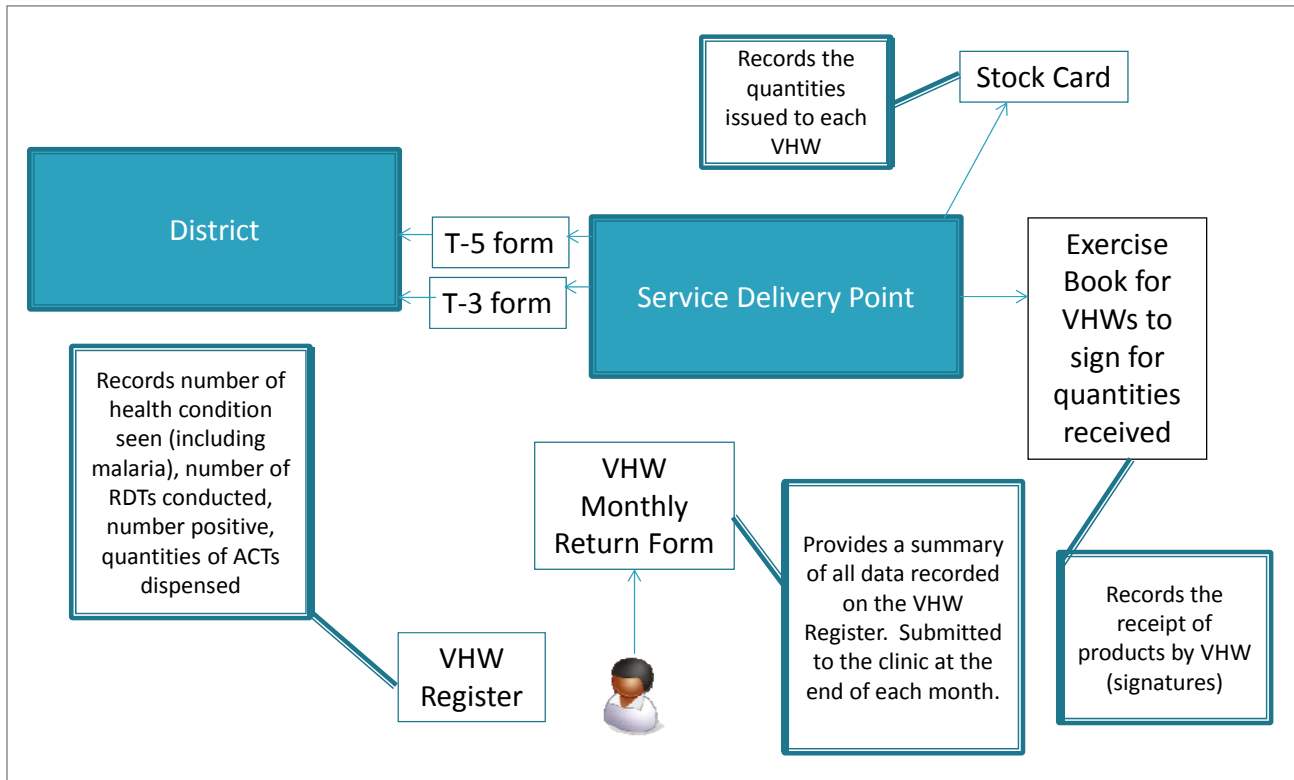 Records the
quantities
issued to each
VHW
Stock Card
District
T-5 form
T-3 form
Service Delivery Point
Exercise
Book for
VHWs to
sign for
quantities
received
Records number of
health condition
seen (including
malaria), number of
RDTs conducted,
number positive,
quantities of ACTs
dispensed
VHW
Monthly
Return Form
Provides a summary
of all data recorded
on the VHW
Register.  Submitted
to the clinic at the
end of each month.
Records the
receipt of
products by VHW
(signatures)
VHW
Register